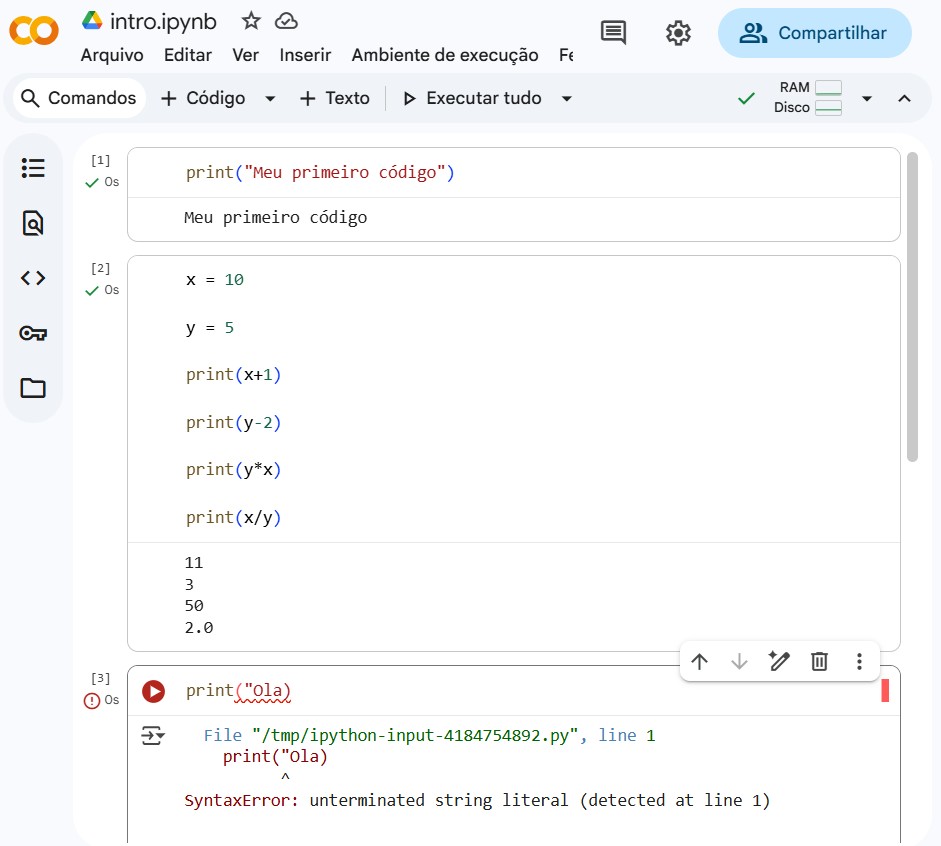 intro.ipynb
Arquivo Editar Ver Inserir Ambiente de execução Fe
Compartilhar
Comandos + Código + Texto Executar tudo
RAM
Disco
[1]
0s
print("Meu primeiro código")
Meu primeiro código
[2]
0s
x = 10
y = 5
print(x+1)
print(y-2)
print(y*x)
print(x/y)
11
3
50
2.0
[3]
0s
print("Ola)
File "/tmp/ipython-input-4184754892.py", line 1
print("Ola)
^
SyntaxError: unterminated string literal (detected at line 1)